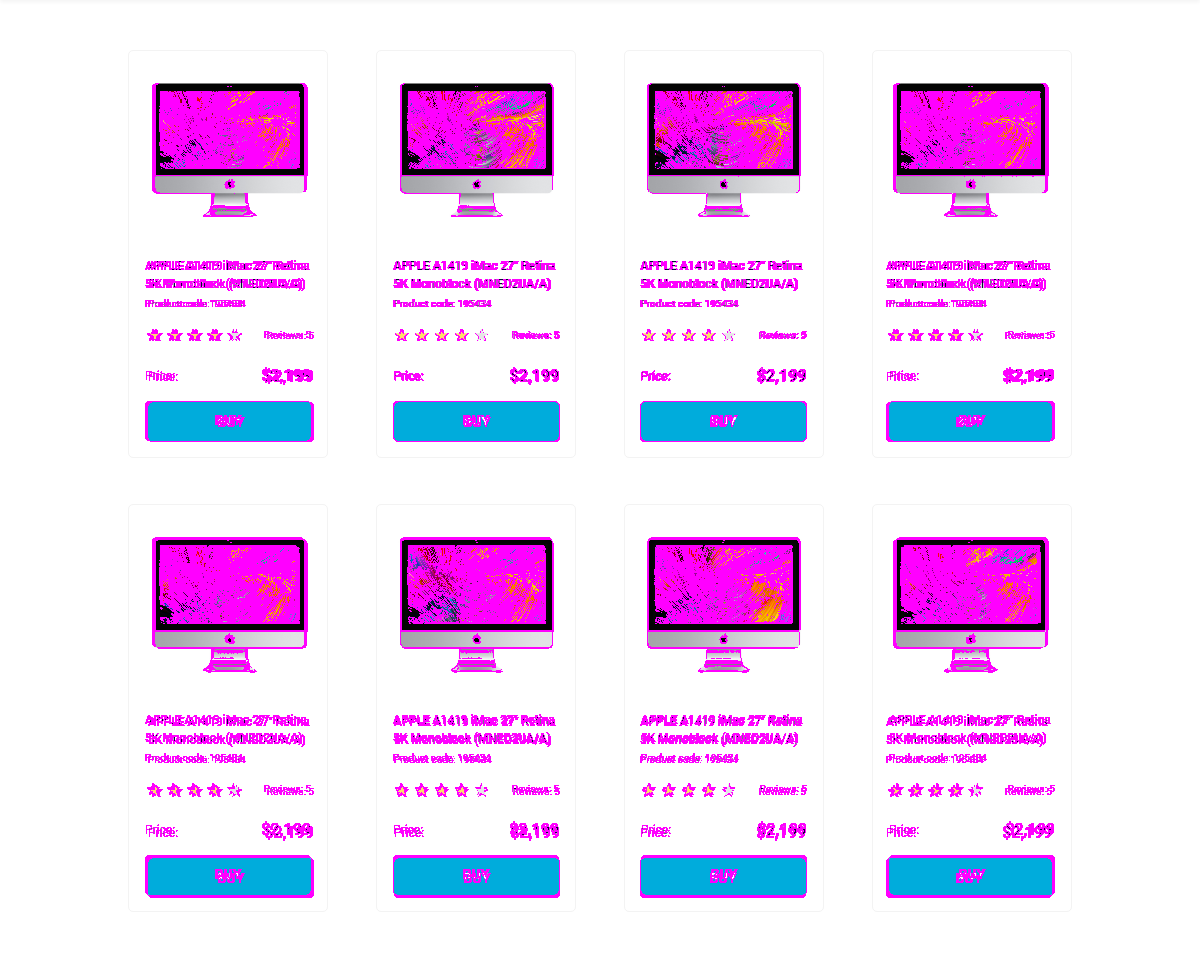 APPLE A1419 iMac 27" Retina
5K Monoblock (MNED2UA/A)
Product code: 195434
Reviews: 5
Price:
$2,199
BUY
APPLE A1419 iMac 27" Retina
5K Monoblock (MNED2UA/A)
Product code: 195434
Reviews: 5
Price:
$2,199
BUY
APPLE A1419 iMac 27" Retina
5K Monoblock (MNED2UA/A)
Product code: 195434
Reviews: 5
Price:
$2,199
BUY
APPLE A1419 iMac 27" Retina
5K Monoblock (MNED2UA/A)
Product code: 195434
Reviews: 5
Price:
$2,199
BUY
APPLE A1419 iMac 27" Retina
5K Monoblock (MNED2UA/A)
Product code: 195434
Reviews: 5
Price:
$2,199
BUY
APPLE A1419 iMac 27" Retina
5K Monoblock (MNED2UA/A)
Product code: 195434
Reviews: 5
Price:
$2,199
BUY
APPLE A1419 iMac 27" Retina
5K Monoblock (MNED2UA/A)
Product code: 195434
Reviews: 5
Price:
$2,199
BUY
APPLE A1419 iMac 27" Retina
5K Monoblock (MNED2UA/A)
Product code: 195434
Reviews: 5
Price:
$2,199
BUY